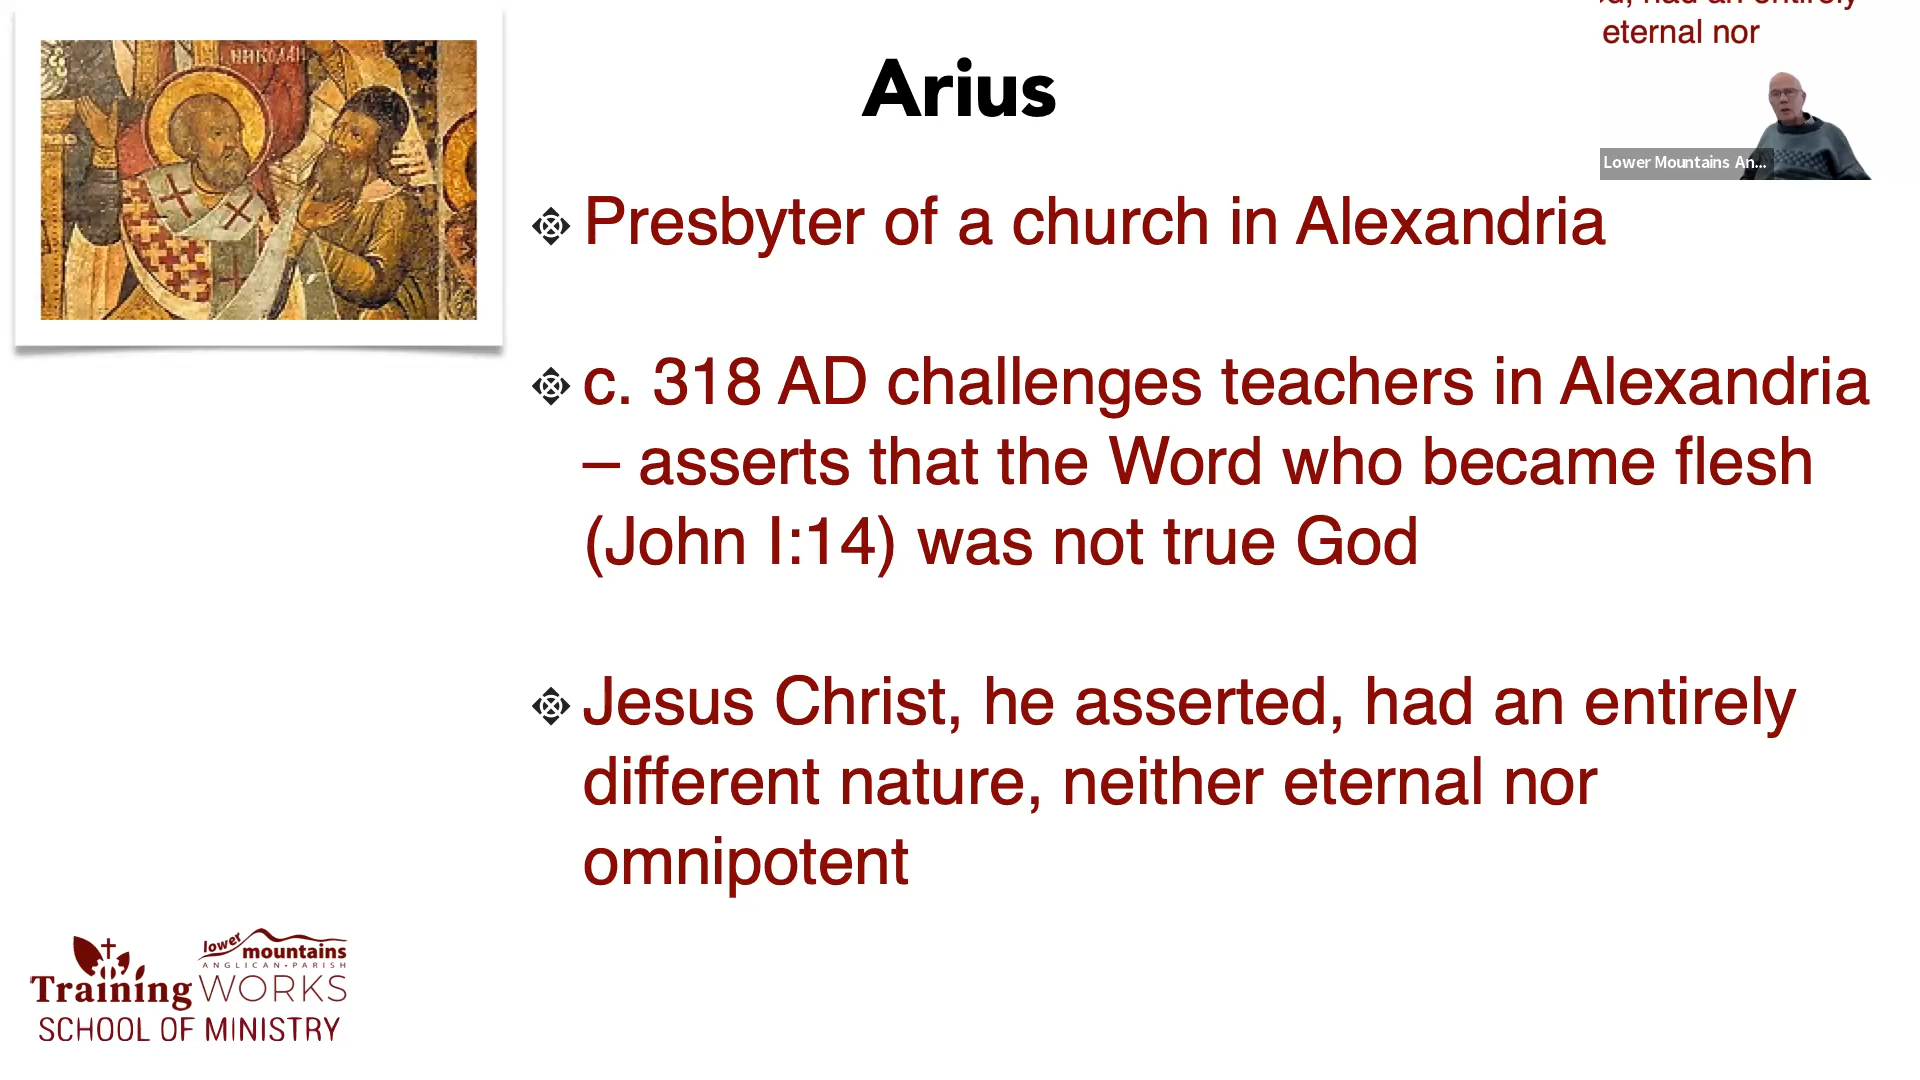 НИКОЛАИ
Arius
eternal nor
Lower Mountains An...
Presbyter of a church in Alexandria
c. 318 AD challenges teachers in Alexandria
– asserts that the Word who became flesh
(John I:14) was not true God
Jesus Christ, he asserted, had an entirely
different nature, neither eternal nor
omnipotent
lower
mountains
ANGLICAN·PARISH
Training WORKS
SCHOOL OF MINISTRY